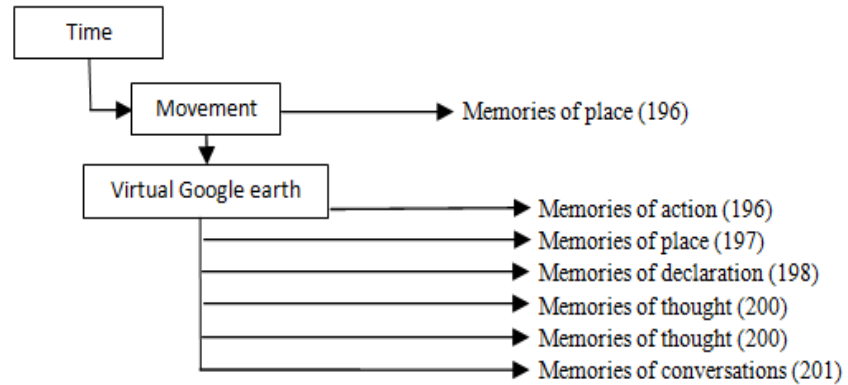 Time
Movement
Memories of place (196)
Virtual Google earth
Memories of action (196)
Memories of place (197)
Memories of declaration (198)
Memories of thought (200)
Memories of thought (200)
Memories of conversations (201)